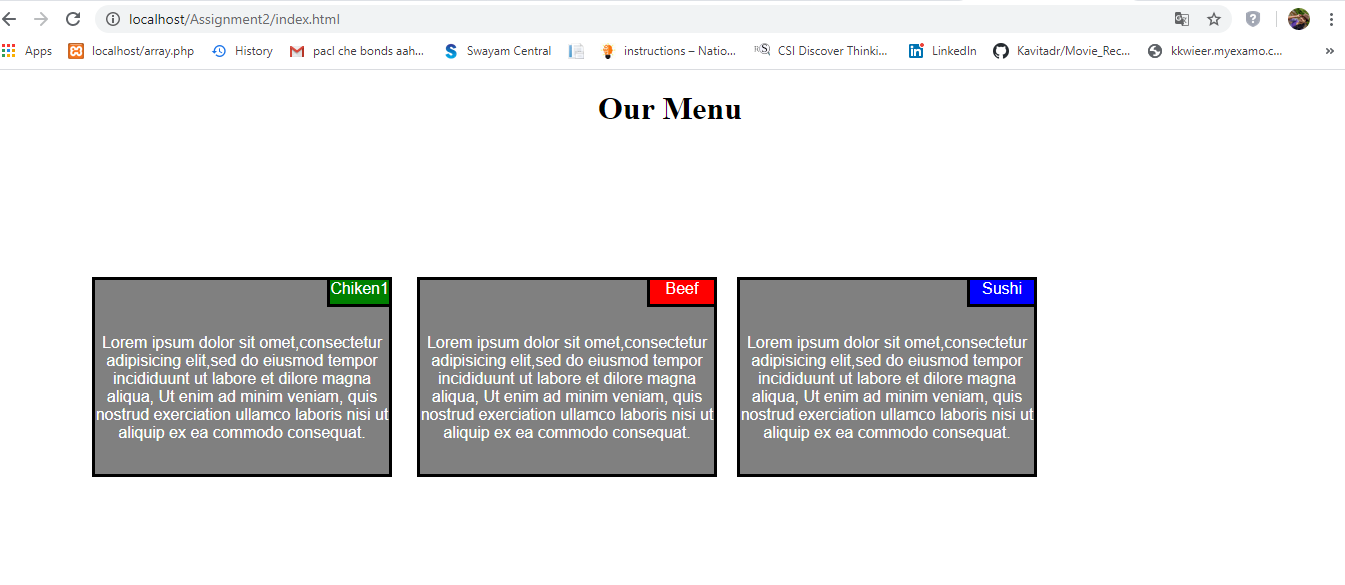 localhost/Assignment2/index.html
Apps localhost/array.php History pacl che bonds aah... Swayam Central instructions – Natio... CSI Discover Thinki... LinkedIn Kavitadr/Movie_Rec... kkwieer.myexamo.c... »
Our Menu
Chiken1
Lorem ipsum dolor sit omet,consectetur
adipisicing elit,sed do eiusmod tempor
incididuunt ut labore et dilore magna
aliqua, Ut enim ad minim veniam, quis
nostrud exerciation ullamco laboris nisi ut
aliquip ex ea commodo consequat.
Beef
Lorem ipsum dolor sit omet,consectetur
adipisicing elit,sed do eiusmod tempor
incididuunt ut labore et dilore magna
aliqua, Ut enim ad minim veniam, quis
nostrud exerciation ullamco laboris nisi ut
aliquip ex ea commodo consequat.
Sushi
Lorem ipsum dolor sit omet,consectetur
adipisicing elit,sed do eiusmod tempor
incididuunt ut labore et dilore magna
aliqua, Ut enim ad minim veniam, quis
nostrud exerciation ullamco laboris nisi ut
aliquip ex ea commodo consequat.